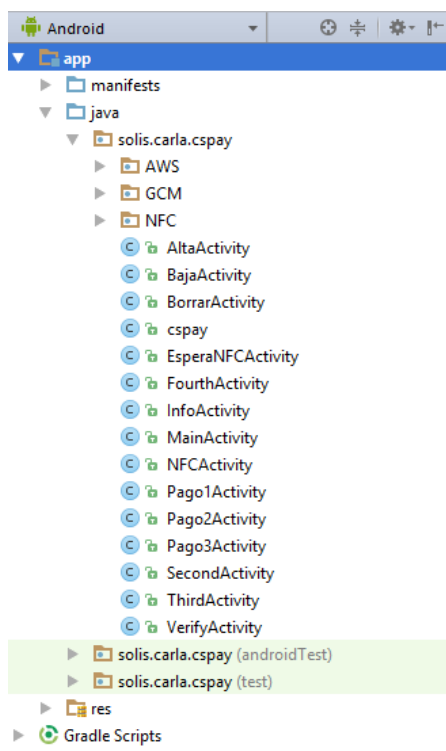 Android
app
manifests
java
solis.carla.cspay
AWS
GCM
NFC
AltaActivity
BajaActivity
BorrarActivity
cspay
EsperaNFCActivity
FourthActivity
InfoActivity
MainActivity
NFCActivity
Pago1Activity
Pago2Activity
Pago3Activity
SecondActivity
ThirdActivity
VerifyActivity
solis.carla.cspay (androidTest)
solis.carla.cspay (test)
res
Gradle Scripts